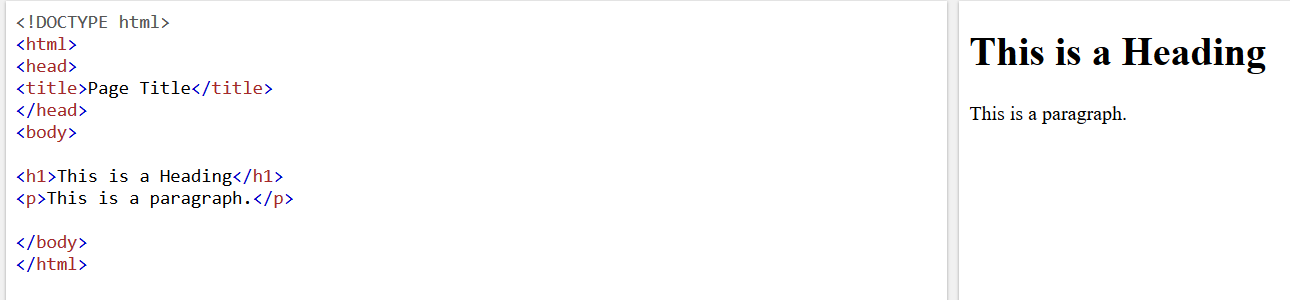 <!DOCTYPE html>
<html>
<head>
<title>Page Title</title>
</head>
<body>
<h1>This is a Heading</h1>
<p>This is a paragraph.</p>
</body>
</html>
This is a Heading
This is a paragraph.